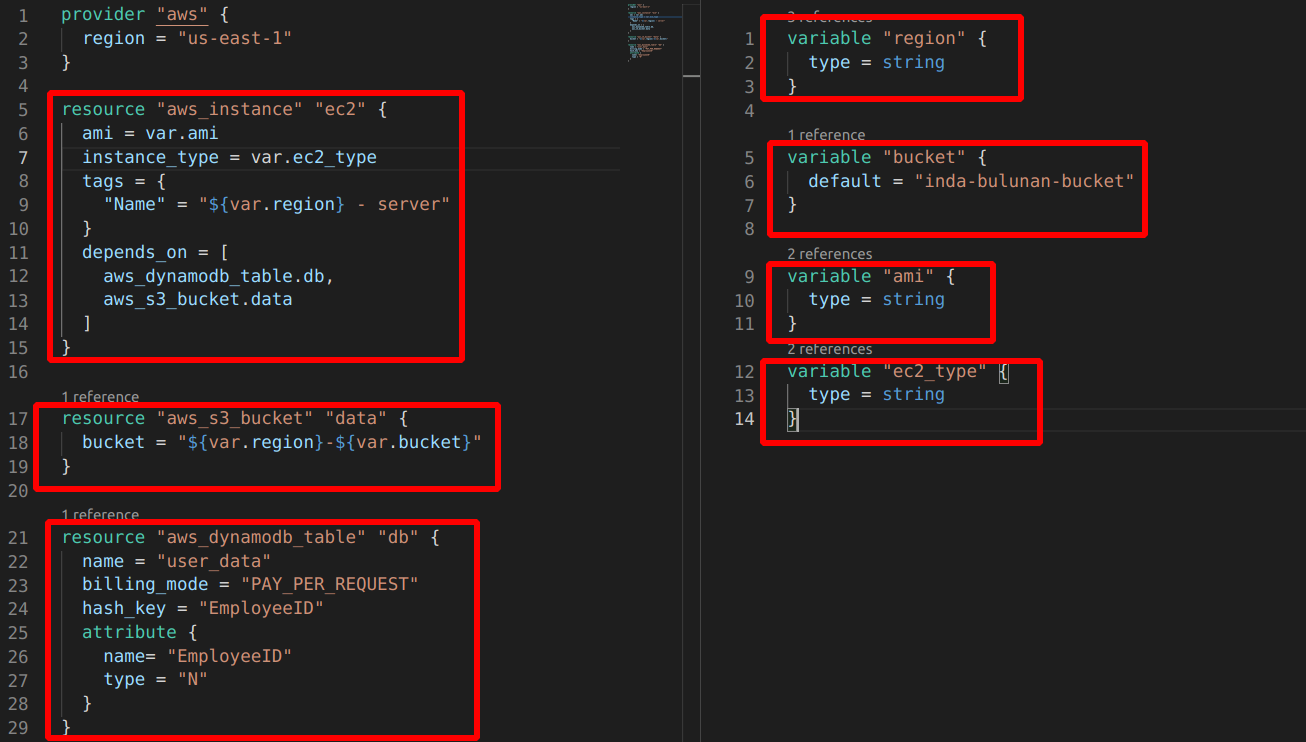 1 provider "aws" {
2   region = "us-east-1"
3 }
4
5 resource "aws_instance" "ec2" {
6   ami = var.ami
7   instance_type = var.ec2_type
8   tags = {
9     "Name" = "${var.region} - server"
10   }
11   depends_on = [
12     aws_dynamodb_table.db,
13     aws_s3_bucket.data
14   ]
15 }
16
1 reference
17 resource "aws_s3_bucket" "data" {
18   bucket = "${var.region}-${var.bucket}"
19 }
20
1 reference
21 resource "aws_dynamodb_table" "db" {
22   name = "user_data"
23   billing_mode = "PAY_PER_REQUEST"
24   hash_key = "EmployeeID"
25   attribute {
26     name= "EmployeeID"
27     type = "N"
28   }
29 }
3 references
1 variable "region" {
2   type = string
3 }
4
1 reference
5 variable "bucket" {
6   default = "inda-bulunan-bucket"
7 }
8
2 references
9 variable "ami" {
10   type = string
11 }
2 references
12 variable "ec2_type" {
13   type = string
14 }